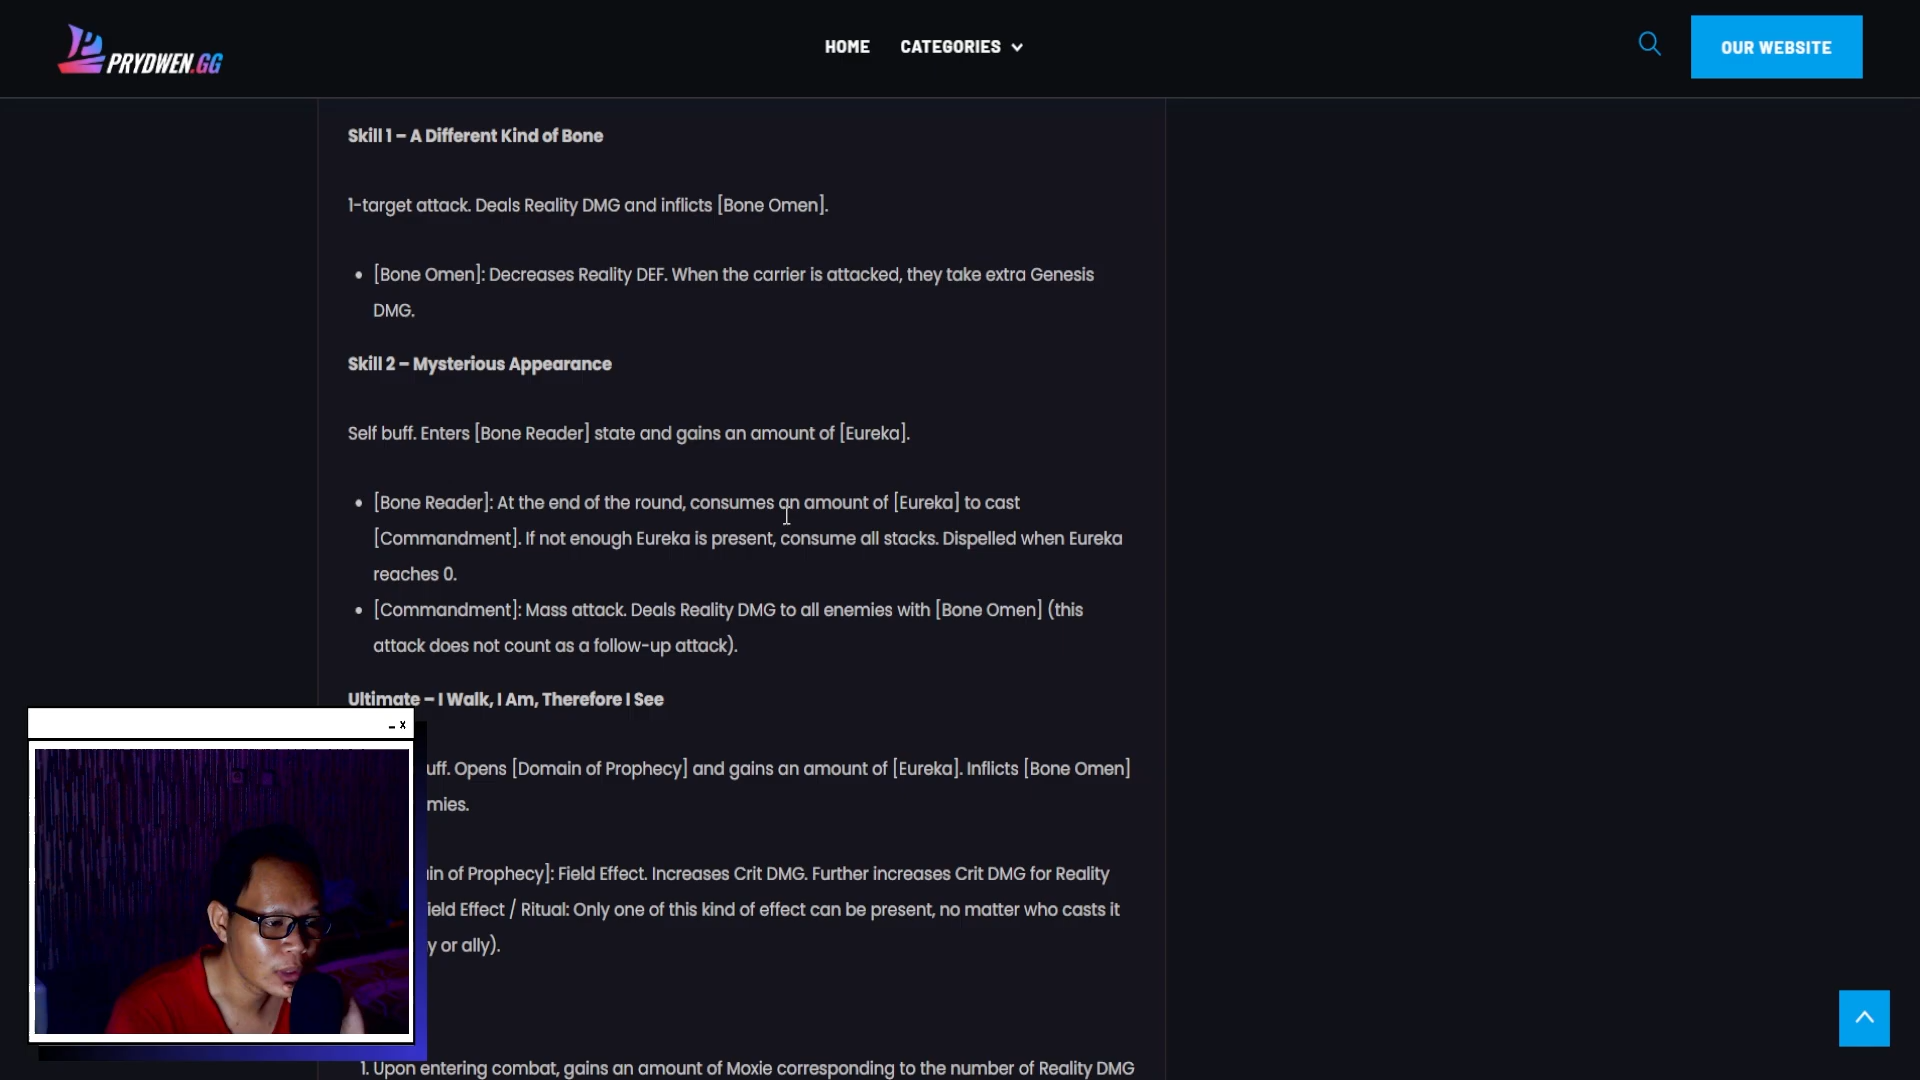 PRYDWEN.GG
HOME
CATEGORIES
OUR WEBSITE
Skill 1 – A Different Kind of Bone
1-target attack. Deals Reality DMG and inflicts [Bone Omen].
• [Bone Omen]: Decreases Reality DEF. When the carrier is attacked, they take extra Genesis
DMG.
Skill 2 – Mysterious Appearance
Self buff. Enters [Bone Reader] state and gains an amount of [Eureka].
• [Bone Reader]: At the end of the round, consumes an amount of [Eureka] to cast
[Commandment]. If not enough Eureka is present, consume all stacks. Dispelled when Eureka
reaches 0.
• [Commandment]: Mass attack. Deals Reality DMG to all enemies with [Bone Omen] (this
attack does not count as a follow-up attack).
Ultimate – I Walk, I Am, Therefore I See
uff. Opens [Domain of Prophecy] and gains an amount of [Eureka]. Inflicts [Bone Omen]
mies.
in of Prophecy]: Field Effect. Increases Crit DMG. Further increases Crit DMG for Reality
ield Effect / Ritual: Only one of this kind of effect can be present, no matter who casts it
y or ally).
1. Upon entering combat, gains an amount of Moxie corresponding to the number of Reality DMG